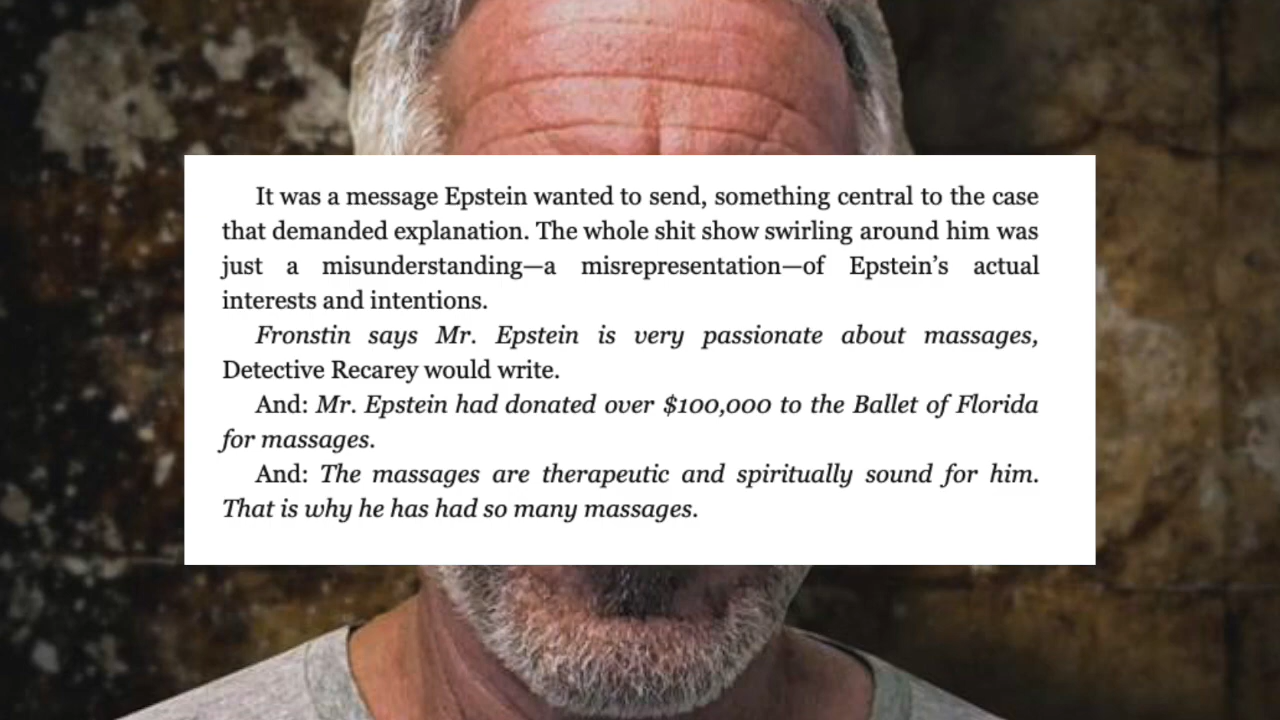 It was a message Epstein wanted to send, something central to the case
that demanded explanation. The whole shit show swirling around him was
just a misunderstanding—a misrepresentation—of Epstein’s actual
interests and intentions.
Fronstin says Mr. Epstein is very passionate about massages,
Detective Recarey would write.
And: Mr. Epstein had donated over $100,000 to the Ballet of Florida
for massages.
And: The massages are therapeutic and spiritually sound for him.
That is why he has had so many massages.